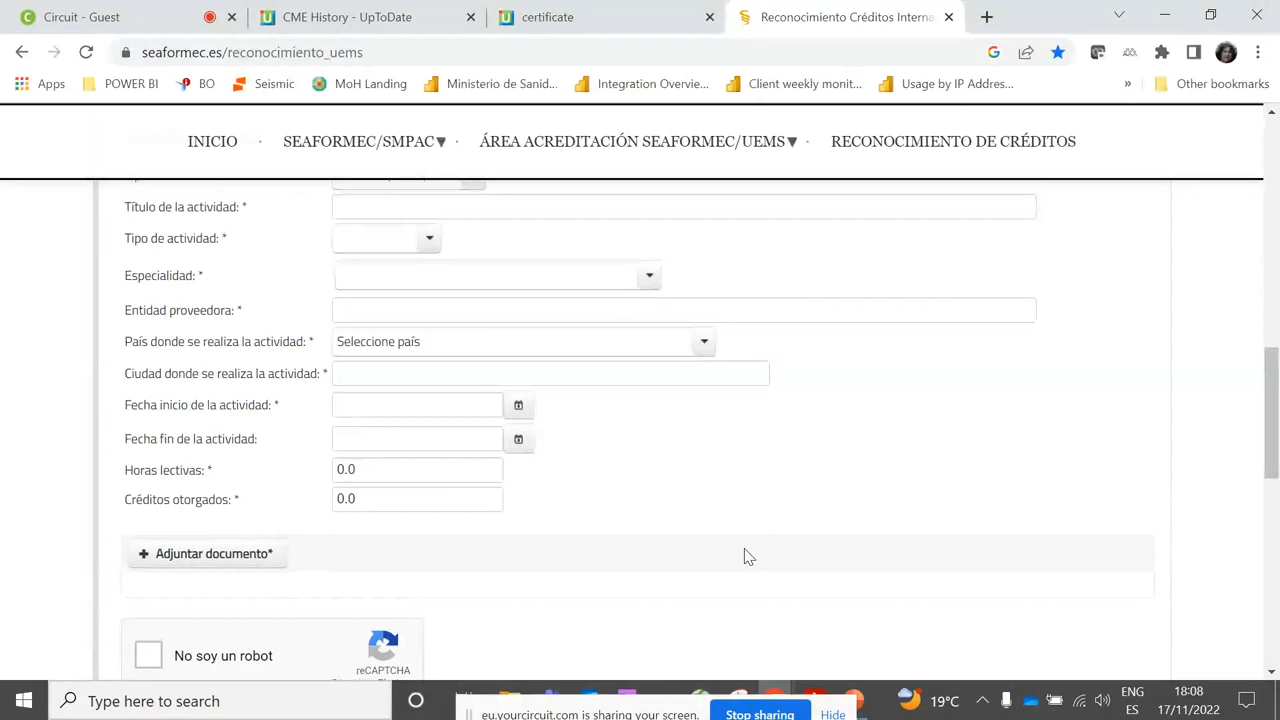 Circuit - Guest
CME History - UpToDate
certificate
Reconocimiento Créditos Interna
seaformec.es/reconocimiento_uems
Apps
POWER BI
BO
Seismic
MoH Landing
Ministerio de Sanid...
Integration Overvie...
Client weekly monit...
Usage by IP Addres...
»
Other bookmarks
INICIO
SEAFORMEC/SMPAC
ÁREA ACREDITACIÓN SEAFORMEC/UEMS
RECONOCIMIENTO DE CRÉDITOS
Título de la actividad: *
Tipo de actividad: *
Especialidad: *
Entidad proveedora: *
País donde se realiza la actividad: * Seleccione país
Ciudad donde se realiza la actividad: *
Fecha inicio de la actividad: *
Fecha fin de la actividad:
Horas lectivas: * 0.0
Créditos otorgados: * 0.0
+ Adjuntar documento*
No soy un robot
reCAPTCHA
Type here to search
eu.yourcircuit.com is sharing your screen.
Stop sharing
Hide
19°C
ENG
ES
18:08
17/11/2022